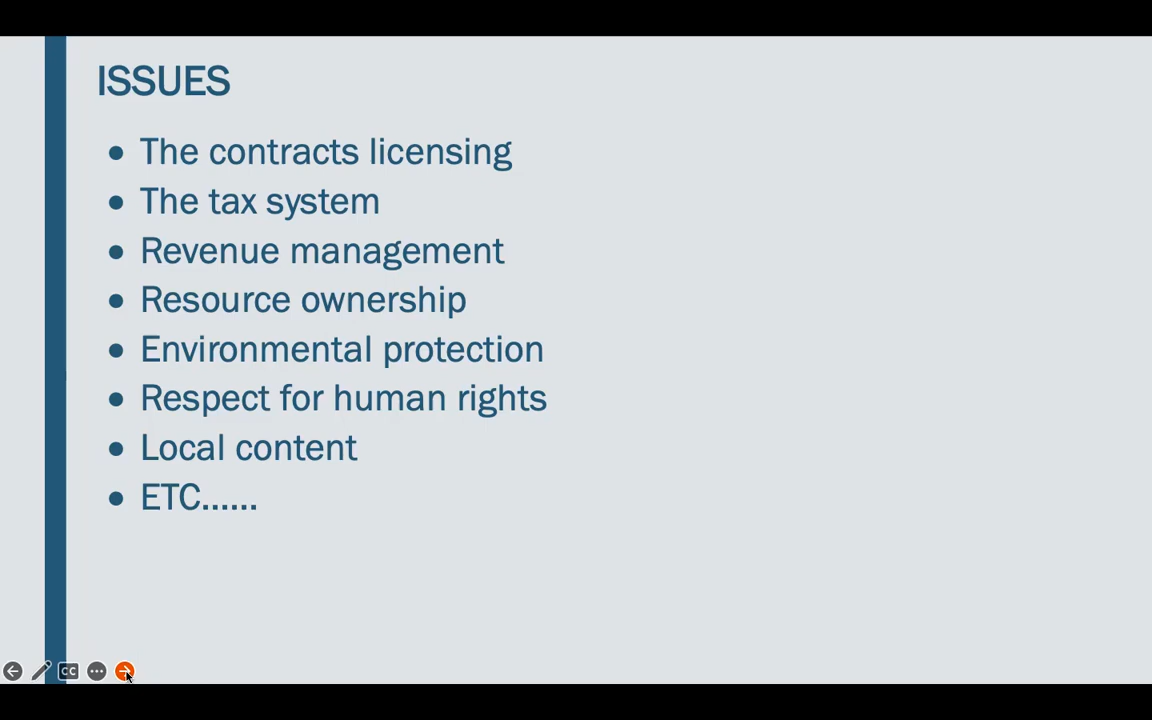 ISSUES
• The contracts licensing
• The tax system
• Revenue management
• Resource ownership
• Environmental protection
• Respect for human rights
• Local content
• ETC......
CC